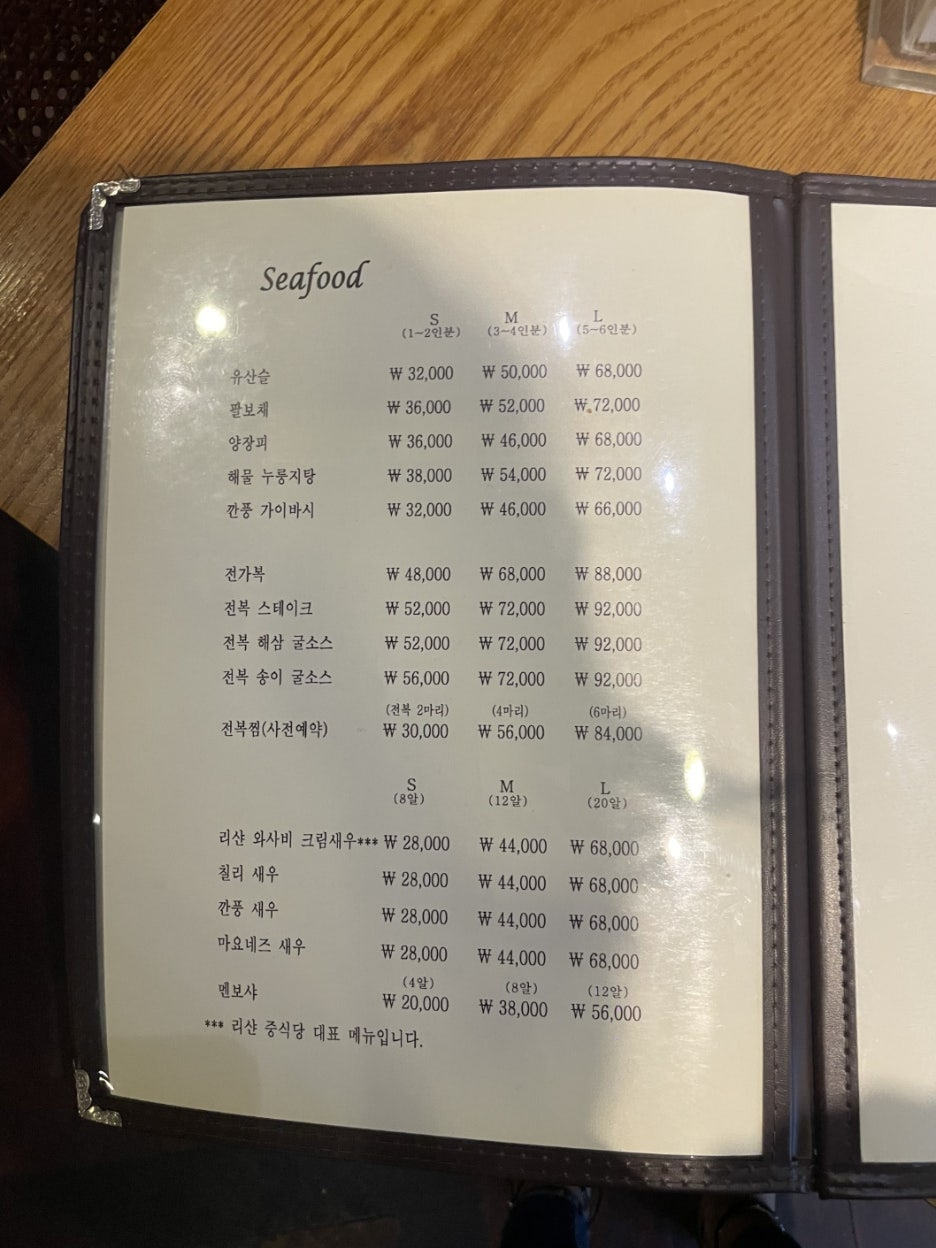 Seafood
S M L
(1~2인분) (3~4인분) (5~6인분)
유산슬 ₩ 32,000 ₩ 50,000 ₩ 68,000
팔보채 ₩ 36,000 ₩ 52,000 ₩ 72,000
양장피 ₩ 36,000 ₩ 46,000 ₩ 68,000
해물 누룽지탕 ₩ 38,000 ₩ 54,000 ₩ 72,000
깐풍 가이바시 ₩ 32,000 ₩ 46,000 ₩ 66,000
전가복 ₩ 48,000 ₩ 68,000 ₩ 88,000
전복 스테이크 ₩ 52,000 ₩ 72,000 ₩ 92,000
전복 해삼 굴소스 ₩ 52,000 ₩ 72,000 ₩ 92,000
전복 송이 굴소스 ₩ 56,000 ₩ 72,000 ₩ 92,000
(전복 2마리) (4마리) (6마리)
전복찜(사전예약) ₩ 30,000 ₩ 56,000 ₩ 84,000
S M L
(8알) (12알) (20알)
리샨 와사비 크림새우*** ₩ 28,000 ₩ 44,000 ₩ 68,000
칠리 새우 ₩ 28,000 ₩ 44,000 ₩ 68,000
깐풍 새우 ₩ 28,000 ₩ 44,000 ₩ 68,000
마요네즈 새우 ₩ 28,000 ₩ 44,000 ₩ 68,000
(4알) (8알) (12알)
멘보샤 ₩ 20,000 ₩ 38,000 ₩ 56,000
*** 리샨 중식당 대표 메뉴입니다.